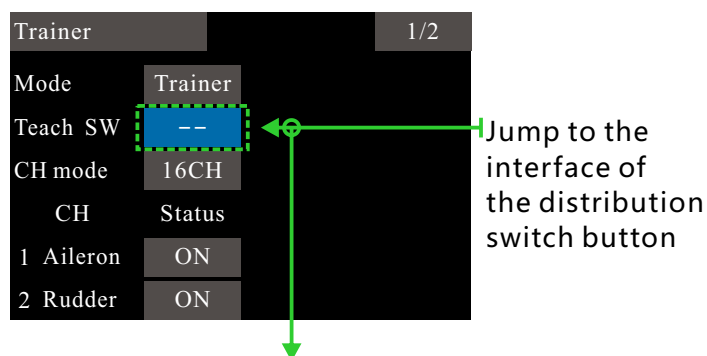 Trainer 1/2
Mode Trainer
Teach SW --
CH mode 16CH
CH Status
1 Aileron ON
2 Rudder ON
Jump to the
interface of
the distribution
switch button